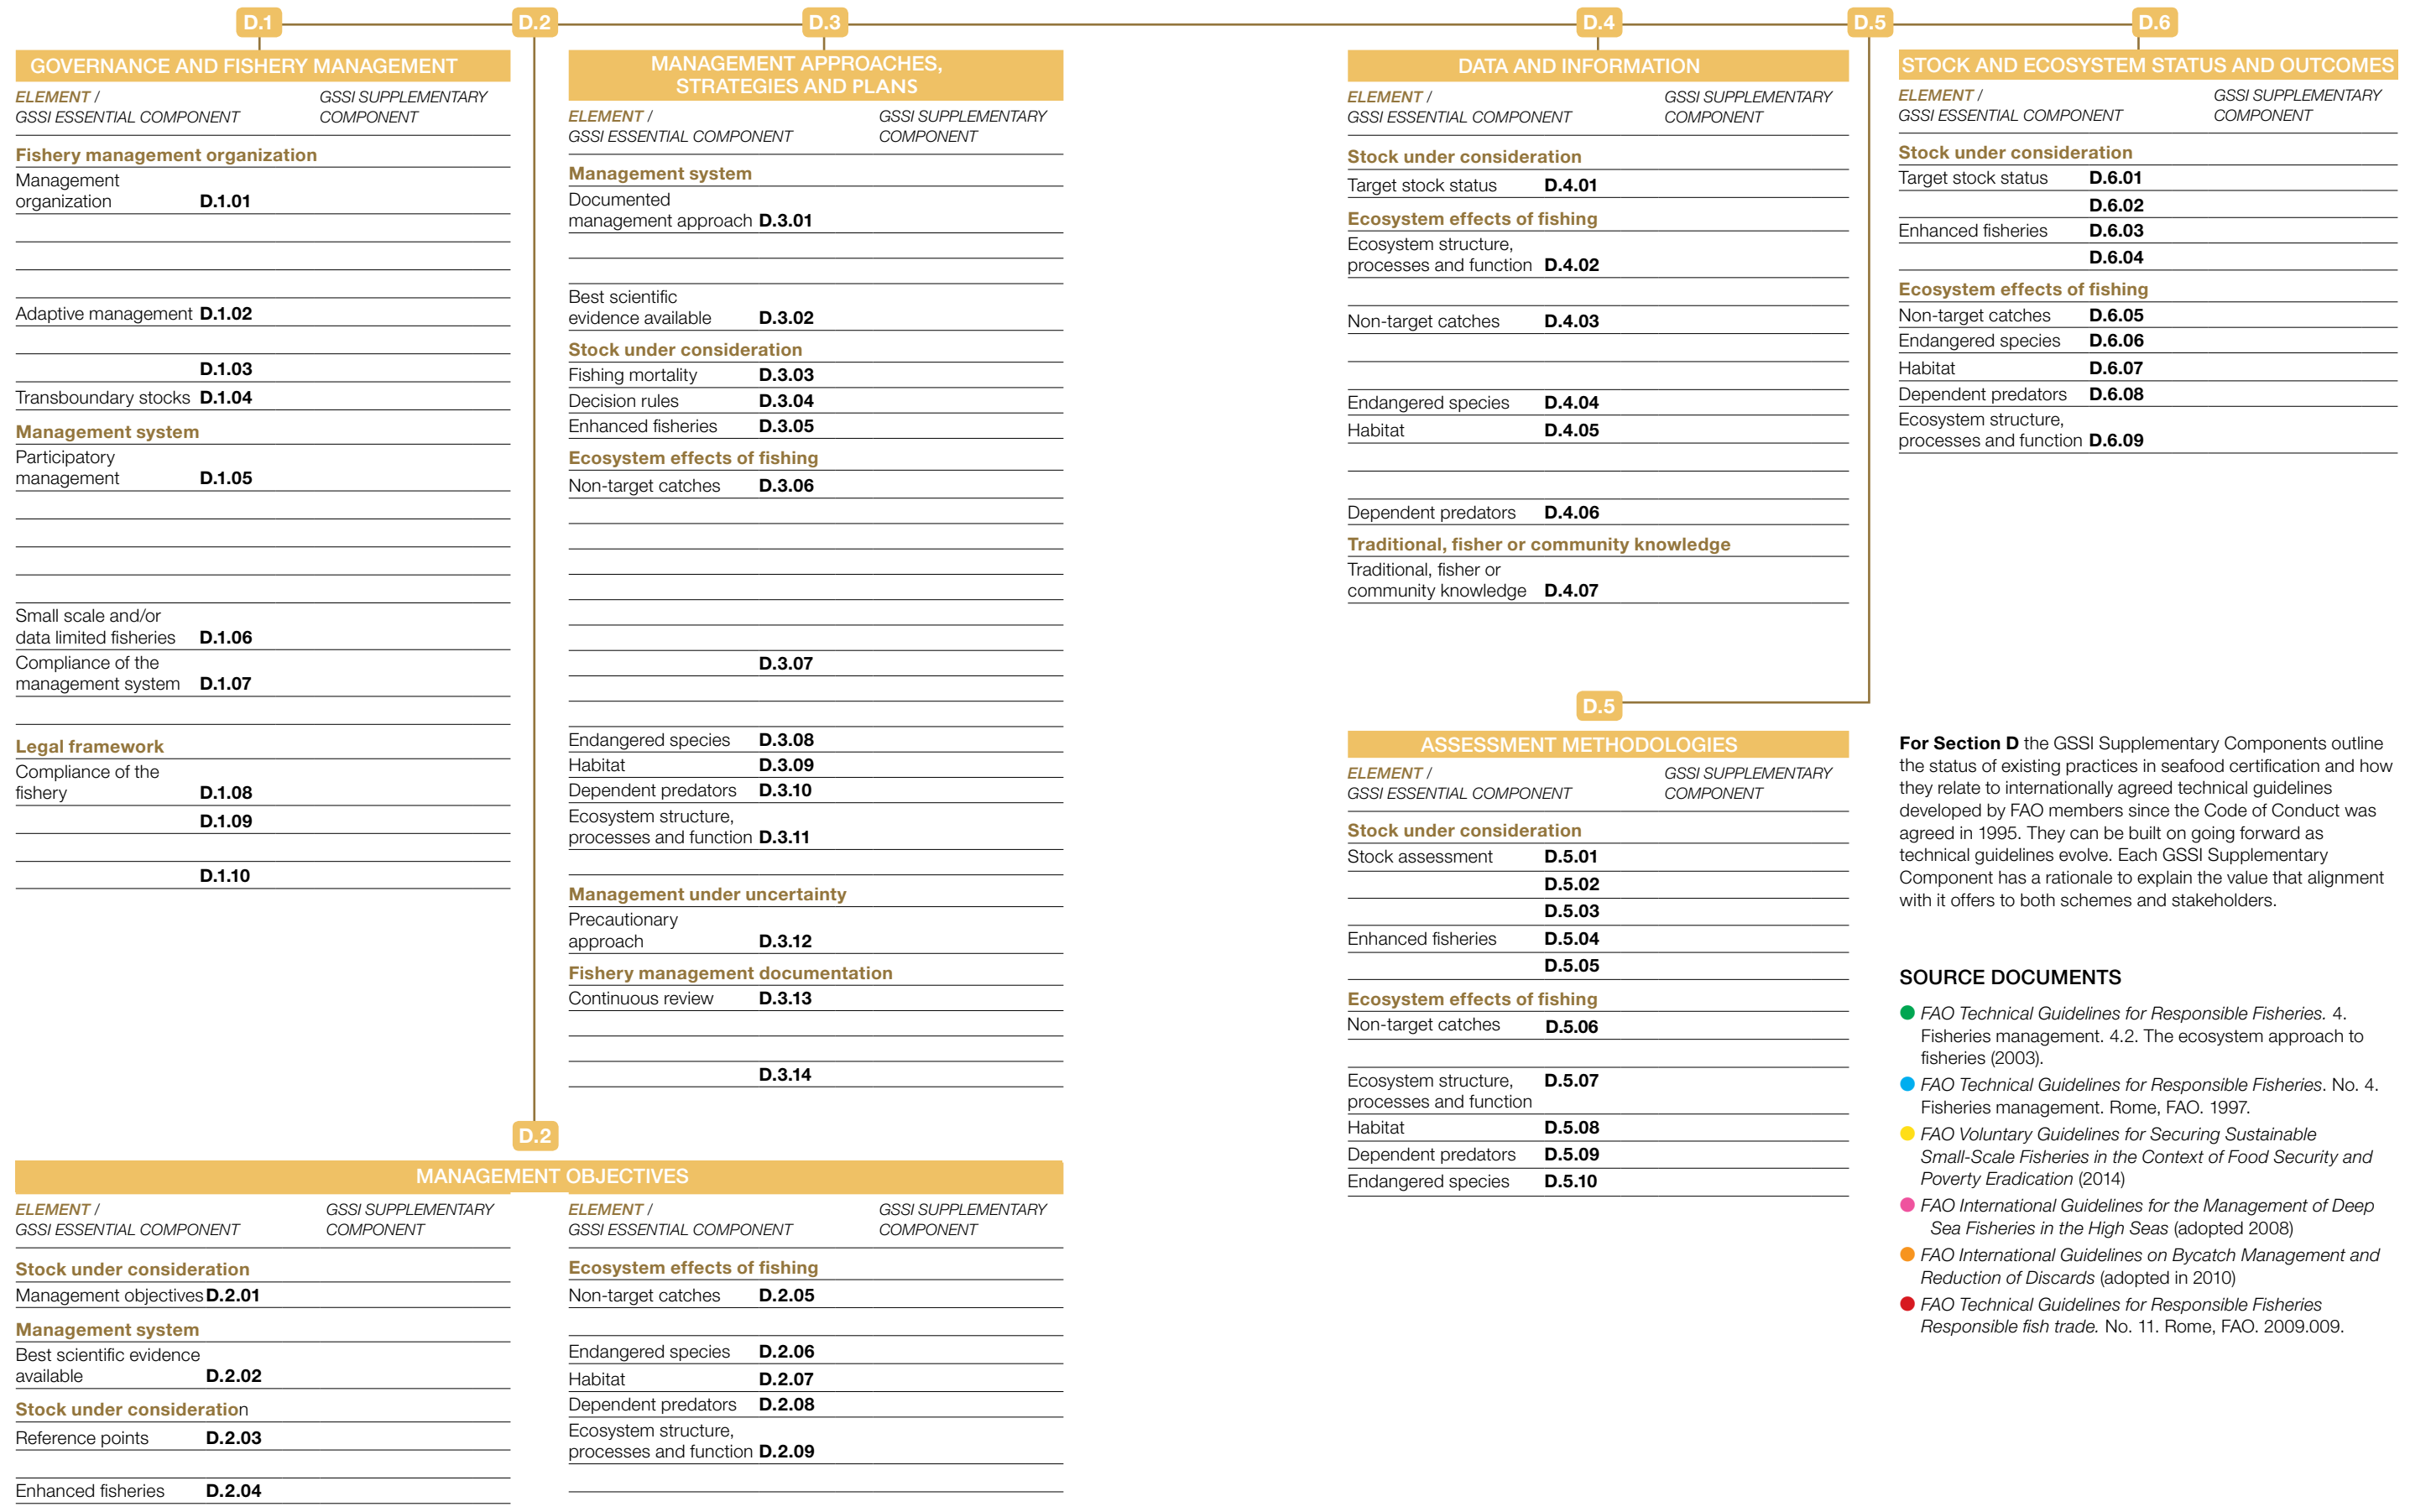 D.1
D.2
D.3
D.4
D.5
D.6
GOVERNANCE AND FISHERY MANAGEMENT
ELEMENT /
GSSI ESSENTIAL COMPONENT
GSSI SUPPLEMENTARY
COMPONENT
Fishery management organization
Management
organization D.1.01
Adaptive management D.1.02
D.1.03
Transboundary stocks D.1.04
Management system
Participatory
management D.1.05
Small scale and/or
data limited fisheries D.1.06
Compliance of the
management system D.1.07
Legal framework
Compliance of the
fishery D.1.08
D.1.09
D.1.10
D.2
MANAGEMENT OBJECTIVES
ELEMENT /
GSSI ESSENTIAL COMPONENT
GSSI SUPPLEMENTARY
COMPONENT
Stock under consideration
Management objectives D.2.01
Management system
Best scientific evidence
available D.2.02
Stock under consideration
Reference points D.2.03
Enhanced fisheries D.2.04
ELEMENT /
GSSI ESSENTIAL COMPONENT
GSSI SUPPLEMENTARY
COMPONENT
Ecosystem effects of fishing
Non-target catches D.2.05
Endangered species D.2.06
Habitat D.2.07
Dependent predators D.2.08
Ecosystem structure,
processes and function D.2.09
MANAGEMENT APPROACHES,
STRATEGIES AND PLANS
ELEMENT /
GSSI ESSENTIAL COMPONENT
GSSI SUPPLEMENTARY
COMPONENT
Management system
Documented
management approach D.3.01
Best scientific
evidence available D.3.02
Stock under consideration
Fishing mortality D.3.03
Decision rules D.3.04
Enhanced fisheries D.3.05
Ecosystem effects of fishing
Non-target catches D.3.06
D.3.07
Endangered species D.3.08
Habitat D.3.09
Dependent predators D.3.10
Ecosystem structure,
processes and function D.3.11
Management under uncertainty
Precautionary
approach D.3.12
Fishery management documentation
Continuous review D.3.13
D.3.14
DATA AND INFORMATION
ELEMENT /
GSSI ESSENTIAL COMPONENT
GSSI SUPPLEMENTARY
COMPONENT
Stock under consideration
Target stock status D.4.01
Ecosystem effects of fishing
Ecosystem structure,
processes and function D.4.02
Non-target catches D.4.03
Endangered species D.4.04
Habitat D.4.05
Dependent predators D.4.06
Traditional, fisher or community knowledge
Traditional, fisher or
community knowledge D.4.07
D.5
ASSESSMENT METHODOLOGIES
ELEMENT /
GSSI ESSENTIAL COMPONENT
GSSI SUPPLEMENTARY
COMPONENT
Stock under consideration
Stock assessment D.5.01
D.5.02
D.5.03
Enhanced fisheries D.5.04
D.5.05
Ecosystem effects of fishing
Non-target catches D.5.06
Ecosystem structure, D.5.07
processes and function
Habitat D.5.08
Dependent predators D.5.09
Endangered species D.5.10
STOCK AND ECOSYSTEM STATUS AND OUTCOMES
ELEMENT /
GSSI ESSENTIAL COMPONENT
GSSI SUPPLEMENTARY
COMPONENT
Stock under consideration
Target stock status D.6.01
D.6.02
Enhanced fisheries D.6.03
D.6.04
Ecosystem effects of fishing
Non-target catches D.6.05
Endangered species D.6.06
Habitat D.6.07
Dependent predators D.6.08
Ecosystem structure,
processes and function D.6.09
For Section D the GSSI Supplementary Components outline
the status of existing practices in seafood certification and how
they relate to internationally agreed technical guidelines
developed by FAO members since the Code of Conduct was
agreed in 1995. They can be built on going forward as
technical guidelines evolve. Each GSSI Supplementary
Component has a rationale to explain the value that alignment
with it offers to both schemes and stakeholders.
SOURCE DOCUMENTS
FAO Technical Guidelines for Responsible Fisheries. 4.
Fisheries management. 4.2. The ecosystem approach to
fisheries (2003).
FAO Technical Guidelines for Responsible Fisheries. No. 4.
Fisheries management. Rome, FAO. 1997.
FAO Voluntary Guidelines for Securing Sustainable
Small-Scale Fisheries in the Context of Food Security and
Poverty Eradication (2014)
FAO International Guidelines for the Management of Deep
Sea Fisheries in the High Seas (adopted 2008)
FAO International Guidelines on Bycatch Management and
Reduction of Discards (adopted in 2010)
FAO Technical Guidelines for Responsible Fisheries
Responsible fish trade. No. 11. Rome, FAO. 2009.009.